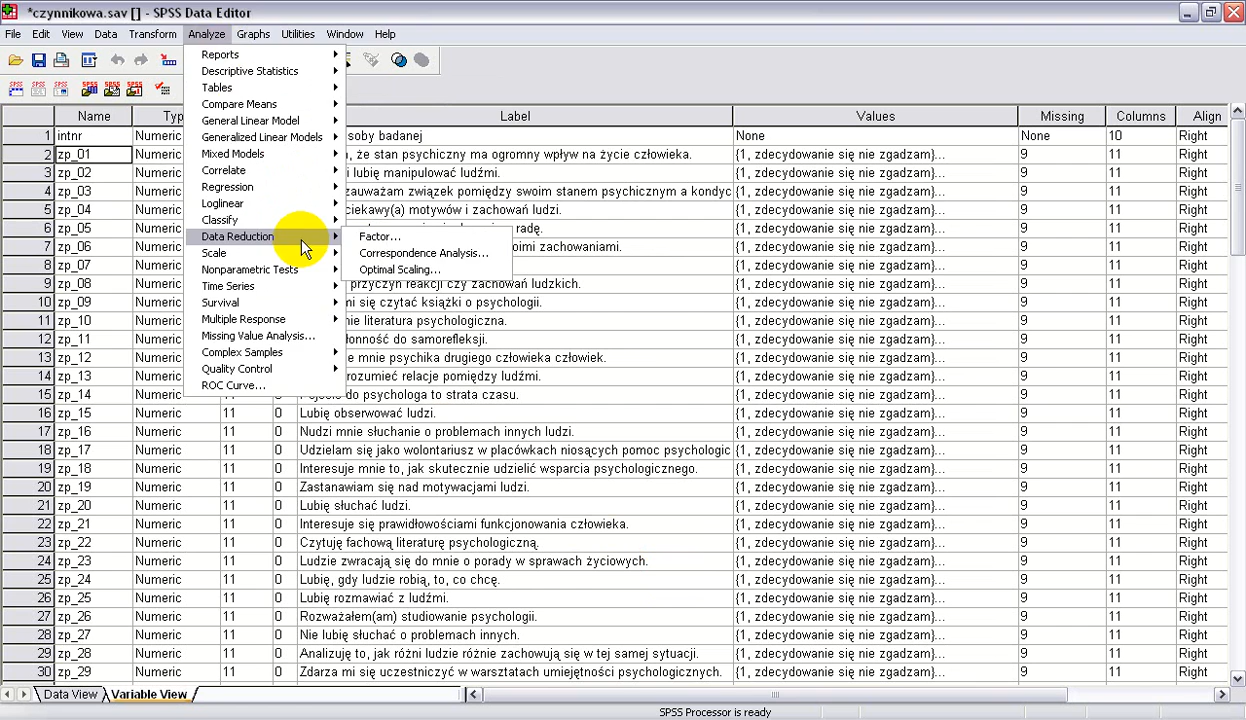 *czynnikowa.sav [] - SPSS Data Editor
File Edit View Data Transform Analyze Graphs Utilities Window Help
Reports
Descriptive Statistics
Tables
Compare Means
General Linear Model
Generalized Linear Models
Mixed Models
Correlate
Regression
Loglinear
Classify
Data Reduction
Scale
Nonparametric Tests
Time Series
Survival
Multiple Response
Missing Value Analysis...
Complex Samples
Quality Control
ROC Curve...
Factor...
Correspondence Analysis...
Optimal Scaling...
Name Typ Label Values Missing Columns Align
1 intnr Numeric soby badanej None None 10 Right
2 zp_01 Numeric , że stan psychiczny ma ogromny wpływ na życie człowieka. {1, zdecydowanie się nie zgadzam}... 9 11 Right
3 zp_02 Numeric i lubię manipulować ludźmi. {1, zdecydowanie się nie zgadzam}... 9 11 Right
4 zp_03 Numeric zauważam związek pomiędzy swoim stanem psychicznym a kondyc {1, zdecydowanie się nie zgadzam}... 9 11 Right
5 zp_04 Numeric ciekawy(a) motywów i zachowań ludzi. {1, zdecydowanie się nie zgadzam}... 9 11 Right
6 zp_05 Numeric radę. {1, zdecydowanie się nie zgadzam}... 9 11 Right
7 zp_06 Numeric oimi zachowaniami. {1, zdecydowanie się nie zgadzam}... 9 11 Right
8 zp_07 Numeric {1, zdecydowanie się nie zgadzam}... 9 11 Right
9 zp_08 Numeric przyczyn reakcji czy zachowań ludzkich. {1, zdecydowanie się nie zgadzam}... 9 11 Right
10 zp_09 Numeric mi się czytać książki o psychologii. {1, zdecydowanie się nie zgadzam}... 9 11 Right
11 zp_10 Numeric nie literatura psychologiczna. {1, zdecydowanie się nie zgadzam}... 9 11 Right
12 zp_11 Numeric łonność do samorefleksji. {1, zdecydowanie się nie zgadzam}... 9 11 Right
13 zp_12 Numeric e mnie psychika drugiego człowieka człowiek. {1, zdecydowanie się nie zgadzam}... 9 11 Right
14 zp_13 Numeric rozumieć relacje pomiędzy ludźmi. {1, zdecydowanie się nie zgadzam}... 9 11 Right
15 zp_14 Numeric 11 0 Pójście do psychologa to strata czasu. {1, zdecydowanie się nie zgadzam}... 9 11 Right
16 zp_15 Numeric 11 0 Lubię obserwować ludzi. {1, zdecydowanie się nie zgadzam}... 9 11 Right
17 zp_16 Numeric 11 0 Nudzi mnie słuchanie o problemach innych ludzi. {1, zdecydowanie się nie zgadzam}... 9 11 Right
18 zp_17 Numeric 11 0 Udzielam się jako wolontariusz w placówkach niosących pomoc psychologic {1, zdecydowanie się nie zgadzam}... 9 11 Right
19 zp_18 Numeric 11 0 Interesuje mnie to, jak skutecznie udzielić wsparcia psychologicznego. {1, zdecydowanie się nie zgadzam}... 9 11 Right
20 zp_19 Numeric 11 0 Zastanawiam się nad motywacjami ludzi. {1, zdecydowanie się nie zgadzam}... 9 11 Right
21 zp_20 Numeric 11 0 Lubię słuchać ludzi. {1, zdecydowanie się nie zgadzam}... 9 11 Right
22 zp_21 Numeric 11 0 Interesuje się prawidłowościami funkcjonowania człowieka. {1, zdecydowanie się nie zgadzam}... 9 11 Right
23 zp_22 Numeric 11 0 Czytuję fachową literaturę psychologiczną. {1, zdecydowanie się nie zgadzam}... 9 11 Right
24 zp_23 Numeric 11 0 Ludzie zwracają się do mnie o porady w sprawach życiowych. {1, zdecydowanie się nie zgadzam}... 9 11 Right
25 zp_24 Numeric 11 0 Lubię, gdy ludzie robią, to, co chcę. {1, zdecydowanie się nie zgadzam}... 9 11 Right
26 zp_25 Numeric 11 0 Lubię rozmawiać z ludźmi. {1, zdecydowanie się nie zgadzam}... 9 11 Right
27 zp_26 Numeric 11 0 Rozważałem(am) studiowanie psychologii. {1, zdecydowanie się nie zgadzam}... 9 11 Right
28 zp_27 Numeric 11 0 Nie lubię słuchać o problemach innych. {1, zdecydowanie się nie zgadzam}... 9 11 Right
29 zp_28 Numeric 11 0 Analizuję to, jak różni ludzie różnie zachowują się w tej samej sytuacji. {1, zdecydowanie się nie zgadzam}... 9 11 Right
30 zp_29 Numeric 11 0 Zdarza mi się uczestniczyć w warsztatach umiejętności psychologicznych. {1, zdecydowanie się nie zgadzam}... 9 11 Right
Data View Variable View
SPSS Processor is ready